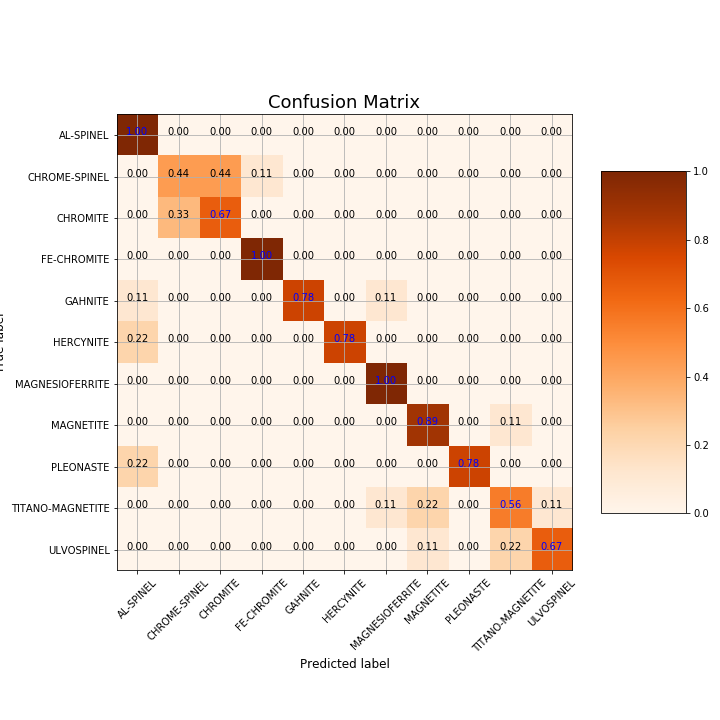 Confusion Matrix
AL-SPINEL 1.00 0.00 0.00 0.00 0.00 0.00 0.00 0.00 0.00 0.00 0.00
CHROME-SPINEL 0.00 0.44 0.44 0.11 0.00 0.00 0.00 0.00 0.00 0.00 0.00
CHROMITE 0.00 0.33 0.67 0.00 0.00 0.00 0.00 0.00 0.00 0.00 0.00
FE-CHROMITE 0.00 0.00 0.00 1.00 0.00 0.00 0.00 0.00 0.00 0.00 0.00
GAHNITE 0.11 0.00 0.00 0.00 0.78 0.00 0.11 0.00 0.00 0.00 0.00
HERCYNITE 0.22 0.00 0.00 0.00 0.00 0.78 0.00 0.00 0.00 0.00 0.00
MAGNESIOFERRITE 0.00 0.00 0.00 0.00 0.00 0.00 1.00 0.00 0.00 0.00 0.00
MAGNETITE 0.00 0.00 0.00 0.00 0.00 0.00 0.00 0.89 0.00 0.11 0.00
PLEONASTE 0.22 0.00 0.00 0.00 0.00 0.00 0.00 0.00 0.78 0.00 0.00
TITANO-MAGNETITE 0.00 0.00 0.00 0.00 0.00 0.00 0.11 0.22 0.00 0.56 0.11
ULVOSPINEL 0.00 0.00 0.00 0.00 0.00 0.00 0.00 0.11 0.00 0.22 0.67
AL-SPINEL
CHROME-SPINEL
CHROMITE
FE-CHROMITE
GAHNITE
HERCYNITE
MAGNESIOFERRITE
MAGNETITE
PLEONASTE
TITANO-MAGNETITE
ULVOSPINEL
Predicted label
True label
1.0
0.8
0.6
0.4
0.2
0.0